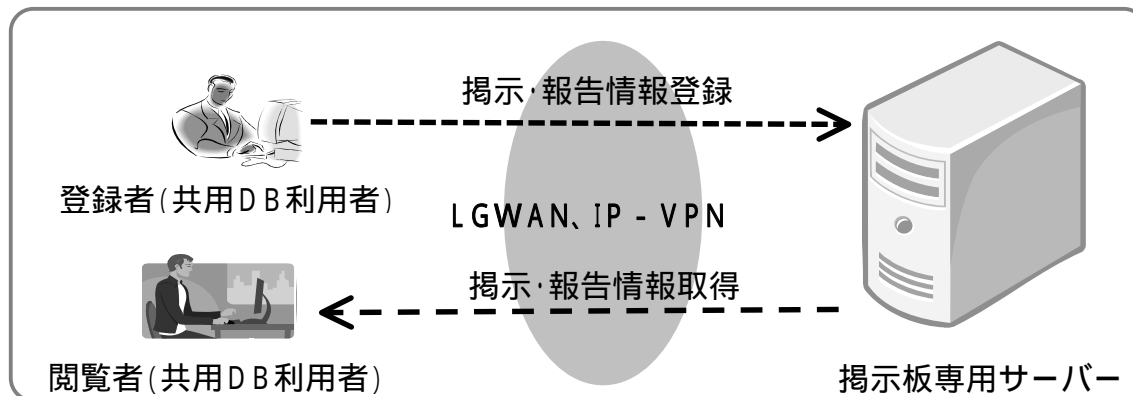 掲示・報告情報登録
登録者(共用DB利用者)
LGWAN、IP-VPN
掲示・報告情報取得
閲覧者(共用DB利用者)
掲示板専用サーバー